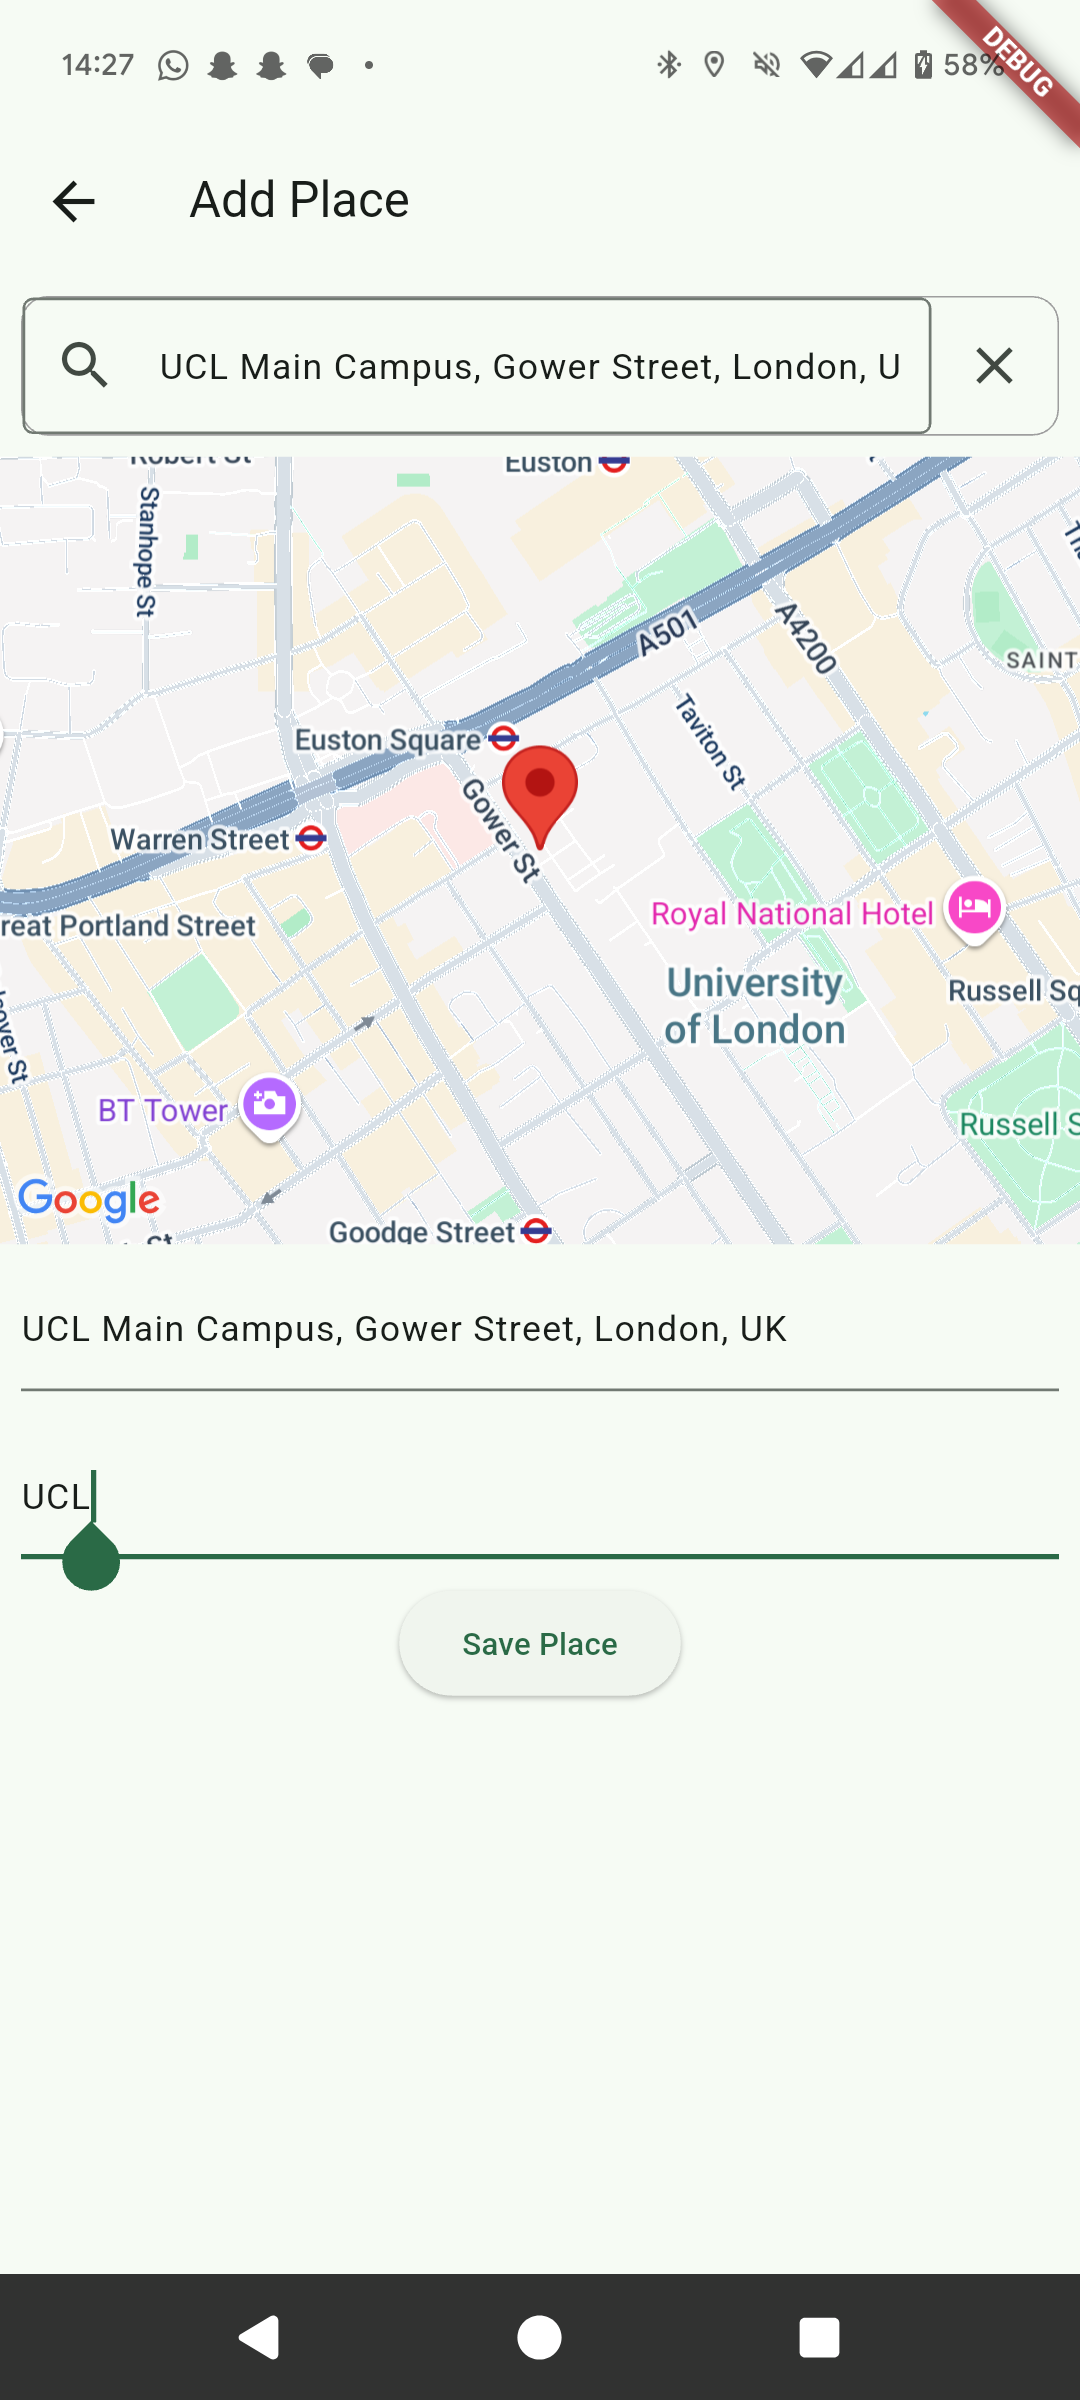 14:27
58%
DEBUG
Add Place
UCL Main Campus, Gower Street, London, U
Robert St
Euston
Stanhope St
A501
A4200
SAINT
Taviton St
Euston Square
Gower St
Warren Street
Royal National Hotel
reat Portland Street
University
of London
Russell Sq
BT Tower
Russell S
Google
Goodge Street
St
UCL Main Campus, Gower Street, London, UK
UCL
Save Place